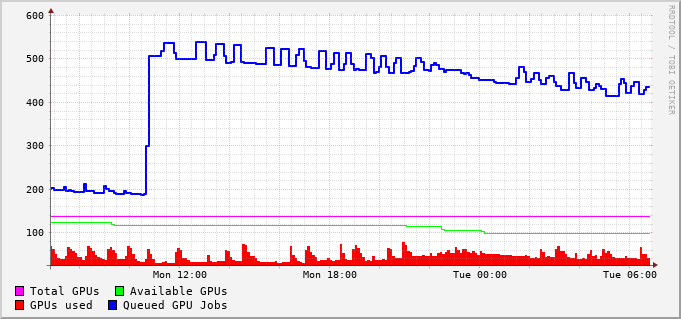 600
500
400
300
200
100
Mon 12:00 Mon 18:00 Tue 00:00 Tue 06:00
Total GPUs Available GPUs
GPUs used Queued GPU Jobs
RRDTOOL / TOBI OETIKER